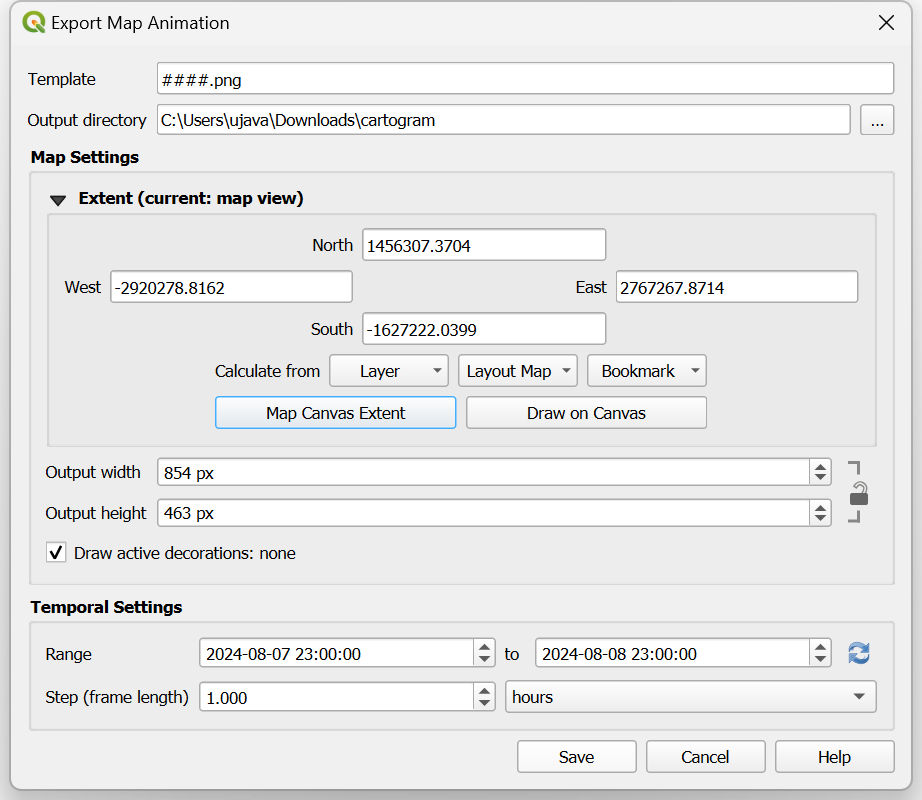 Export Map Animation
Template ####.png
Output directory C:\Users\ujava\Downloads\cartogram ...
Map Settings
Extent (current: map view)
North 1456307.3704
West -2920278.8162 East 2767267.8714
South -1627222.0399
Calculate from Layer Layout Map Bookmark
Map Canvas Extent Draw on Canvas
Output width 854 px
Output height 463 px
Draw active decorations: none
Temporal Settings
Range 2024-08-07 23:00:00 to 2024-08-08 23:00:00
Step (frame length) 1.000 hours
Save Cancel Help